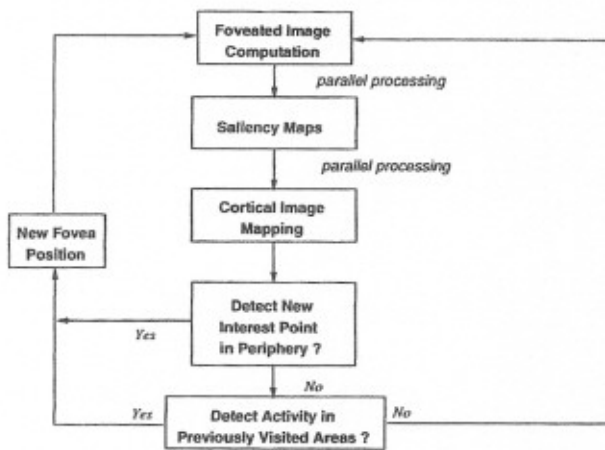 Foveated Image
Computation
parallel processing
Saliency Maps
parallel processing
Cortical Image
Mapping
New Fovea
Position
Detect New
Interest Point
in Periphery ?
Yes
No
Yes
Detect Activity in
Previously Visited Areas ?
No